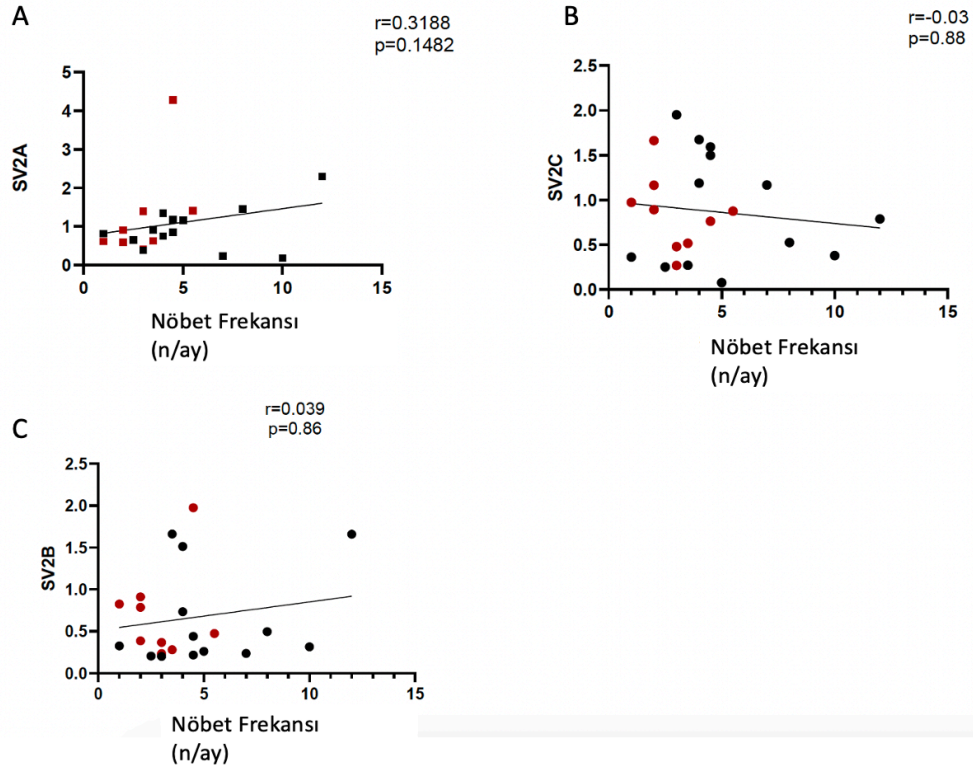 A
r=0.3188
p=0.1482
SV2A
5
4
3
2
1
0
0 5 10 15
Nöbet Frekansı
(n/ay)
B
r=-0.03
p=0.88
SV2C
2.5
2.0
1.5
1.0
0.5
0.0
0 5 10 15
Nöbet Frekansı
(n/ay)
C
r=0.039
p=0.86
SV2B
2.5
2.0
1.5
1.0
0.5
0.0
0 5 10 15
Nöbet Frekansı
(n/ay)